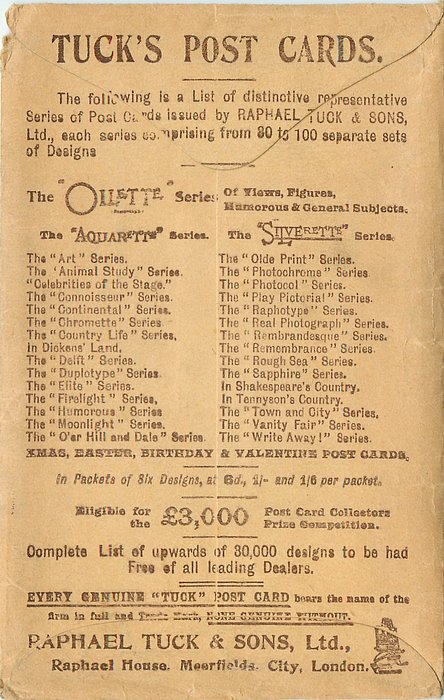 TUCK'S POST CARDS.
The following is a List of distinctive representative
Series of Post Cards issued by RAPHAEL TUCK & SONS,
Ltd., each series comprising from 30 to 100 separate sets
of Designs
The "OILETTE" Series Of Views, Figures,
Humorous & General Subjects.
The "AQUARETTE" Series. The "SILVERETTE" Series.
The "Art" Series.
The "Animal Study" Series.
"Celebrities of the Stage."
The "Connoisseur" Series.
The "Continental" Series.
The "Chromette" Series.
The "Country Life" Series,
In Dickens' Land.
The "Delft" Series.
The "Duplotype" Series.
The "Elite" Series.
The "Firelight" Series,
The "Humorous" Series
The "Moonlight" Series.
The "O'er Hill and Dale" Series
The "Olde Print" Series.
The "Photochrome" Series
The "Photocol" Series.
The "Play Pictorial" Series.
The "Raphotype" Series.
The "Real Photograph" Series.
The "Rembrandesque" Series.
The "Remembrance" Series.
The "Rough Sea" Series.
The "Sapphire" Series.
In Shakespeare's Country.
In Tennyson's Country.
The "Town and City" Series,
The "Vanity Fair" Series.
The "Write Away!" Series.
XMAS, EASTER, BIRTHDAY & VALENTINE POST CARDS.
In Packets of Six Designs, at 6d., 1/- and 1/6 per packet.
Eligible for the £3,000 Post Card Collectors Prize Competition.
Complete List of upwards of 30,000 designs to be had
Free of all leading Dealers.
EVERY GENUINE "TUCK" POST CARD bears the name of the
firm in full and Trade Mark, NONE GENUINE WITHOUT.
RAPHAEL TUCK & SONS, Ltd.,
Raphael House, Moorfields, City, London.